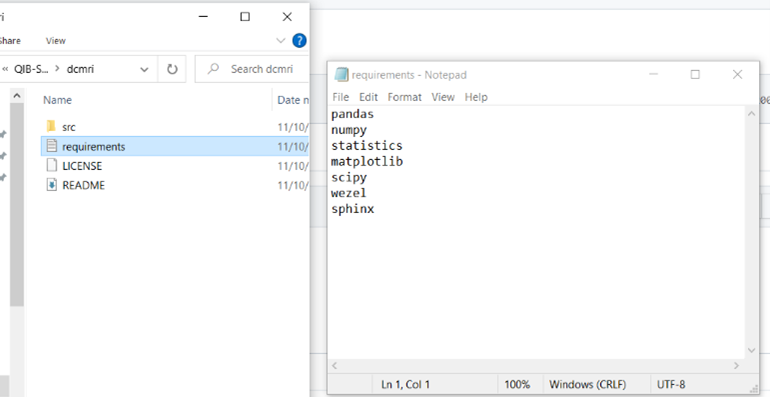 Share View
« QIB-S... > dcmri
Search dcmri
Name Date
src 11/10/
requirements 11/10/
LICENSE 11/10/
README 11/10/
requirements - Notepad
File Edit Format View Help
pandas
numpy
statistics
matplotlib
scipy
wezel
sphinx
Ln 1, Col 1 100% Windows (CRLF) UTF-8